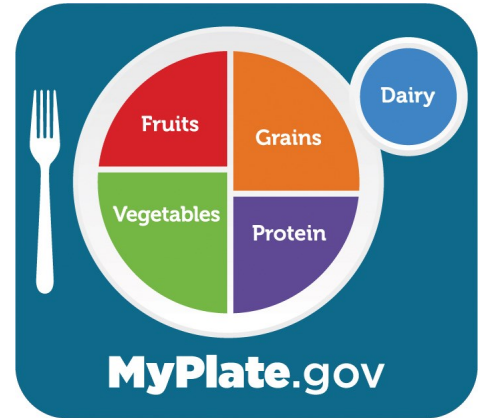 Dairy
Fruits
Grains
Vegetables
Protein
MyPlate.gov